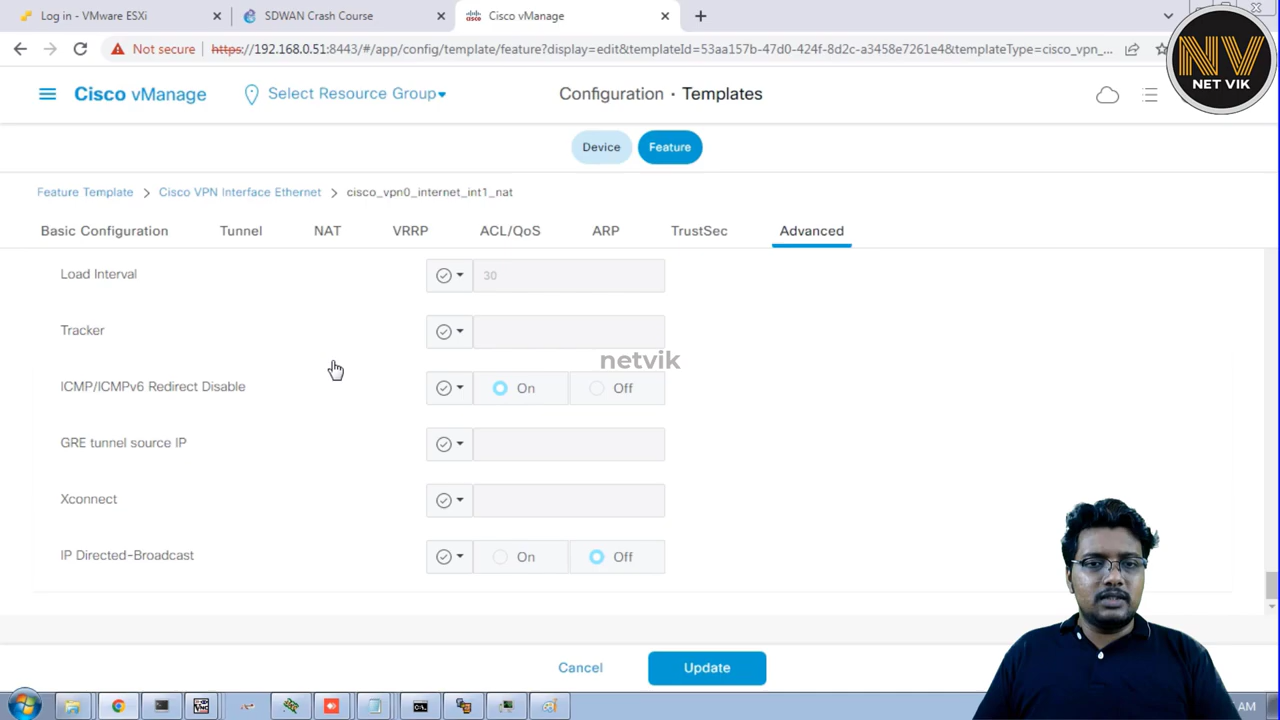 Log in - VMware ESXi
SDWAN Crash Course
Cisco vManage
NV
NET VIK
Not secure
https://192.168.0.51:8443/#/app/config/template/feature?display=edit&templateId=53aa157b-47d0-424f-8d2c-a3458e7261e4&templateType=cisco_vpn_...
Cisco vManage
Select Resource Group
Configuration · Templates
Device
Feature
Feature Template > Cisco VPN Interface Ethernet > cisco_vpn0_internet_int1_nat
Basic Configuration
Tunnel
NAT
VRRP
ACL/QoS
ARP
TrustSec
Advanced
Load Interval
30
Tracker
netvik
ICMP/ICMPv6 Redirect Disable
On
Off
GRE tunnel source IP
Xconnect
IP Directed-Broadcast
On
Off
Cancel
Update
AM